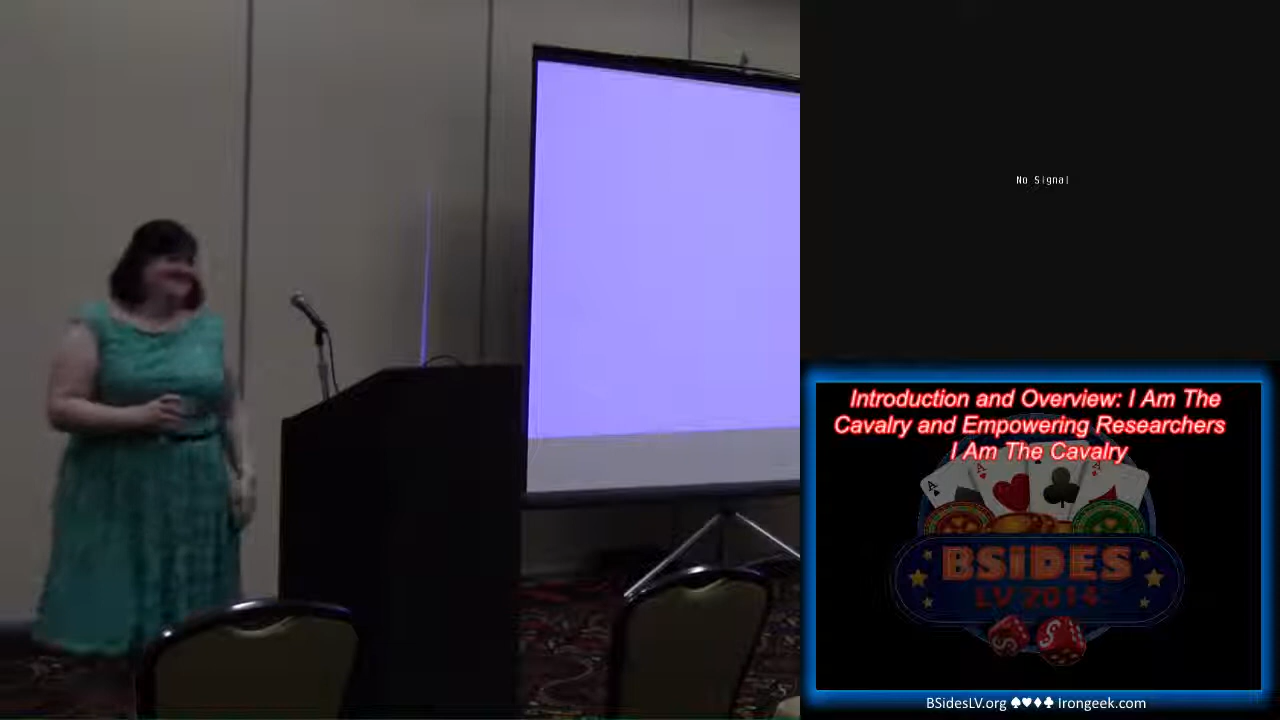 No Signal
Introduction and Overview: I Am The
Cavalry and Empowering Researchers
I Am The Cavalry
A
A
A
BSIDES
LV 2014
S
S
BSidesLV.org ♠♥♦♣ Irongeek.com